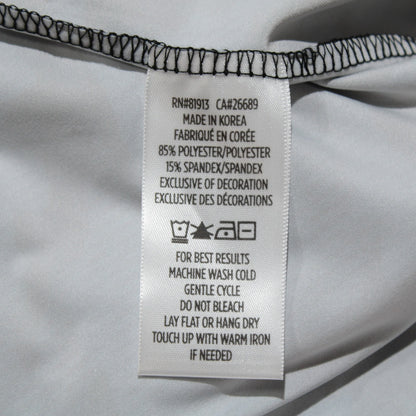 RN#81913 CA#26689
MADE IN KOREA
FABRIQUÉ EN CORÉE
85% POLYESTER/POLYESTER
15% SPANDEX/SPANDEX
EXCLUSIVE OF DECORATION
EXCLUSIVE DES DÉCORATIONS
FOR BEST RESULTS
MACHINE WASH COLD
GENTLE CYCLE
DO NOT BLEACH
LAY FLAT OR HANG DRY
TOUCH UP WITH WARM IRON
IF NEEDED